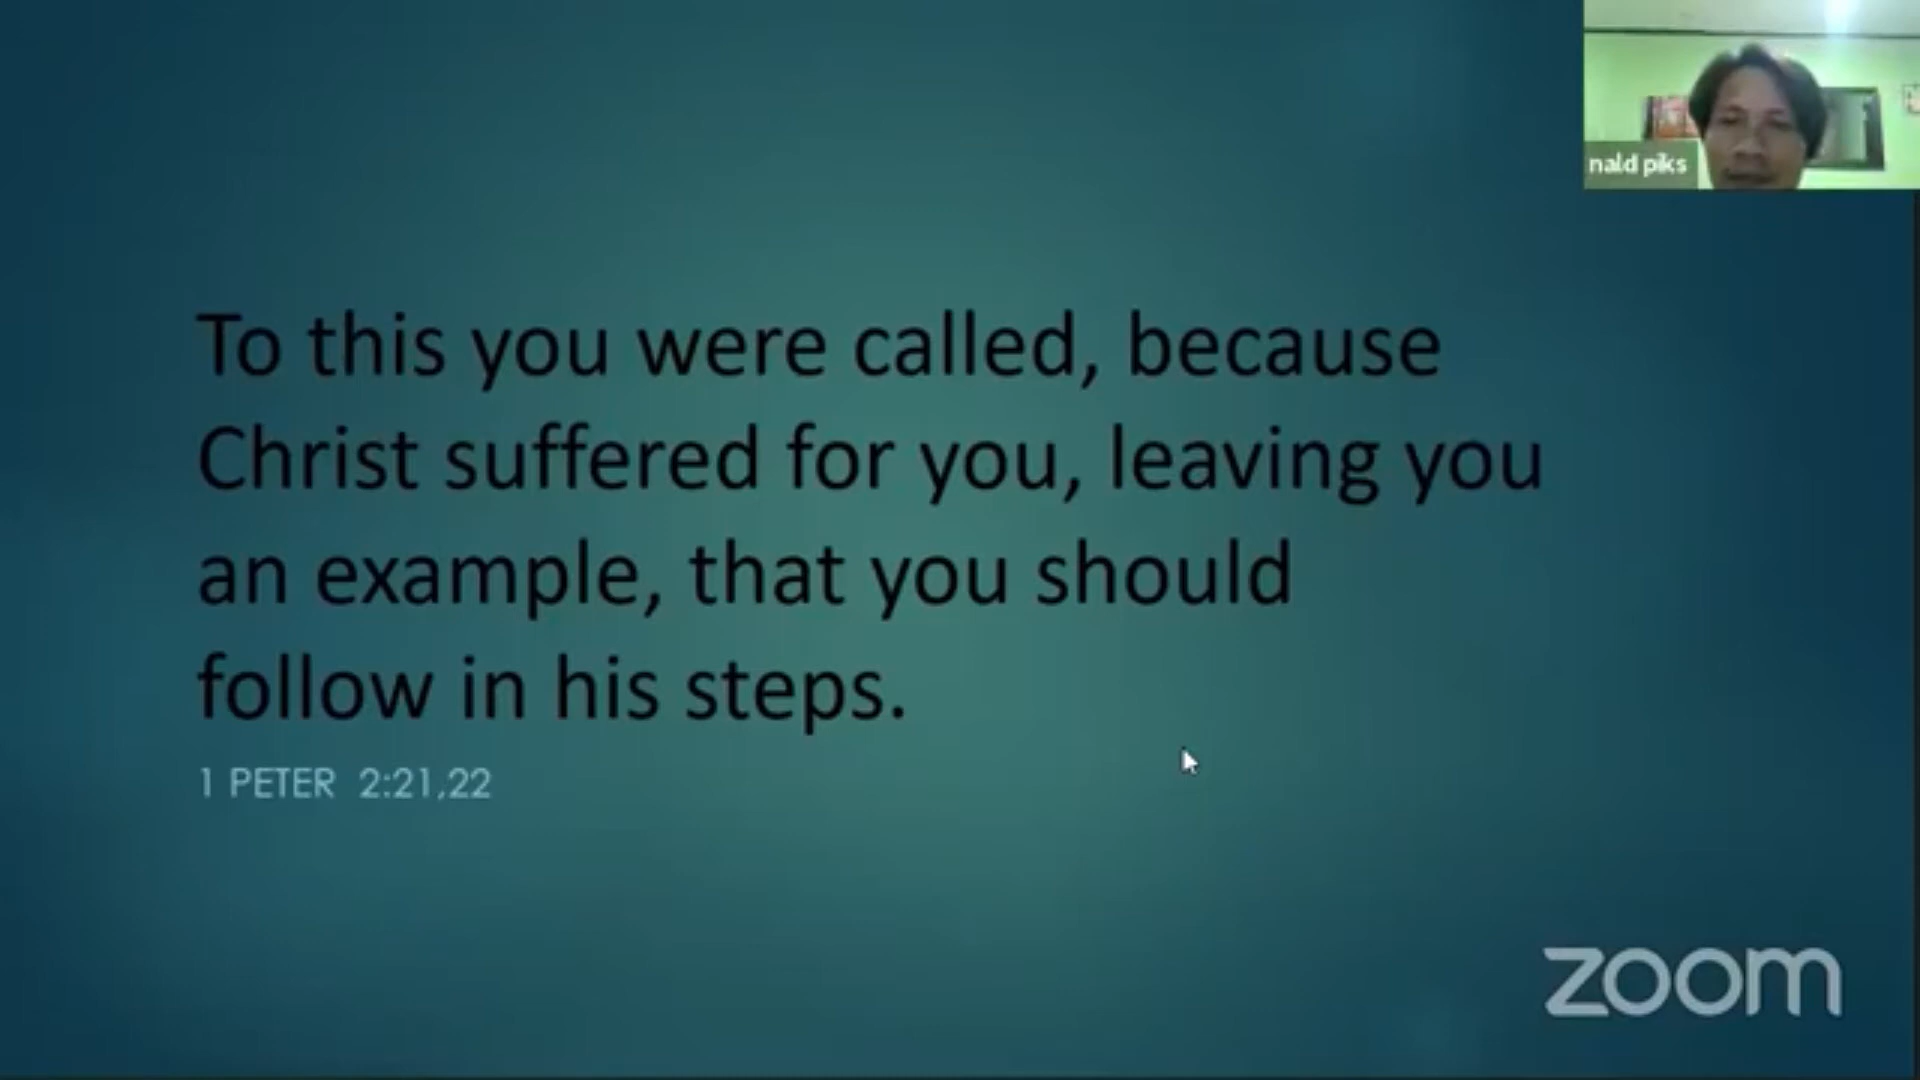 nald piks
To this you were called, because
Christ suffered for you, leaving you
an example, that you should
follow in his steps.
1 PETER 2:21,22
zoom